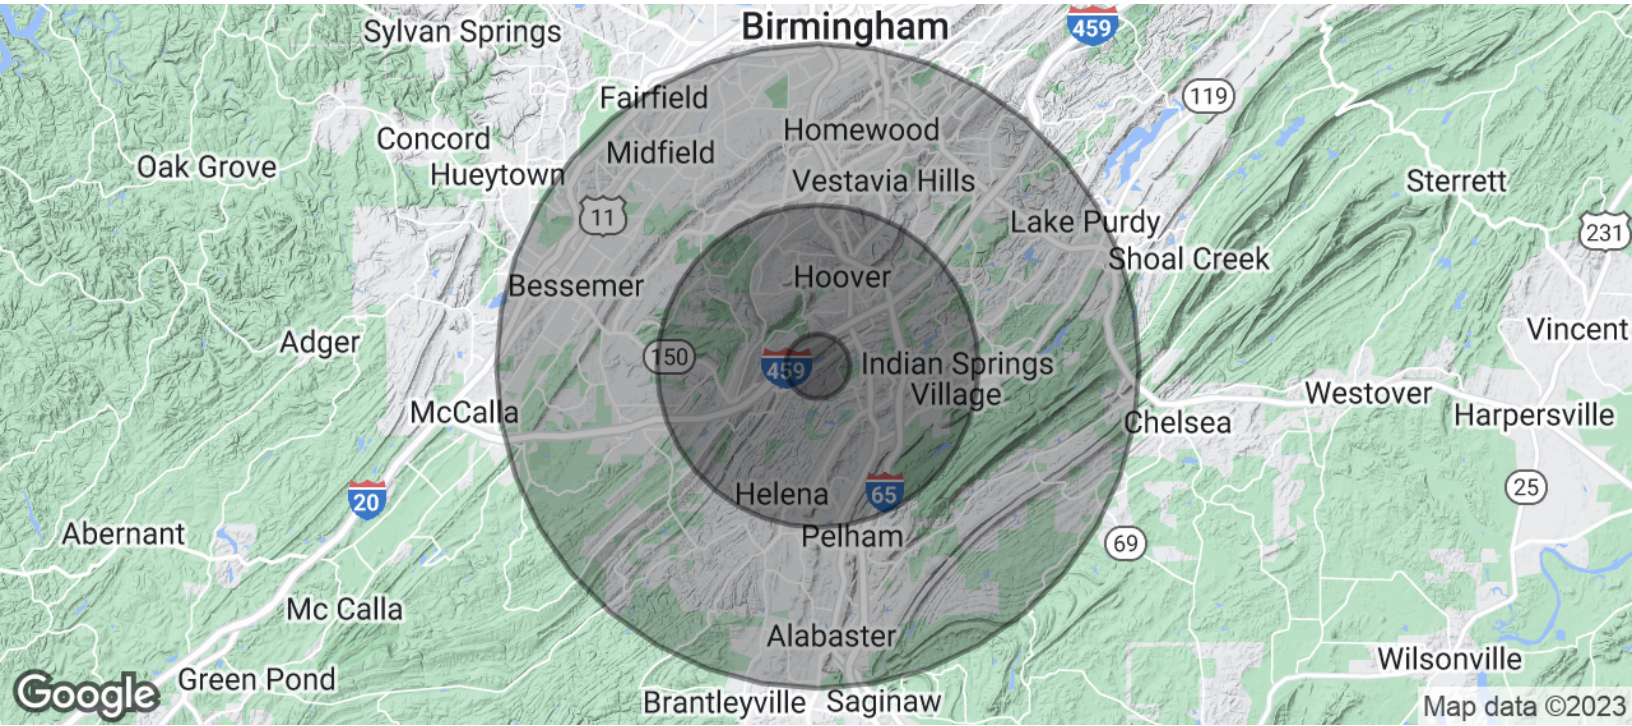 Birmingham
Sylvan Springs
459
Fairfield
119
Concord
Homewood
Oak Grove
Midfield
Hueytown
Vestavia Hills
Sterrett
11
Lake Purdy
231
Shoal Creek
Hoover
Bessemer
Vincent
Adger
150
459
Indian Springs
Village
Westover
McCalla
Harpersville
Chelsea
20
Helena
65
25
Abernant
Pelham
69
Mc Calla
Alabaster
Wilsonville
Green Pond
Google
Brantleyville
Saginaw
Map data ©2023